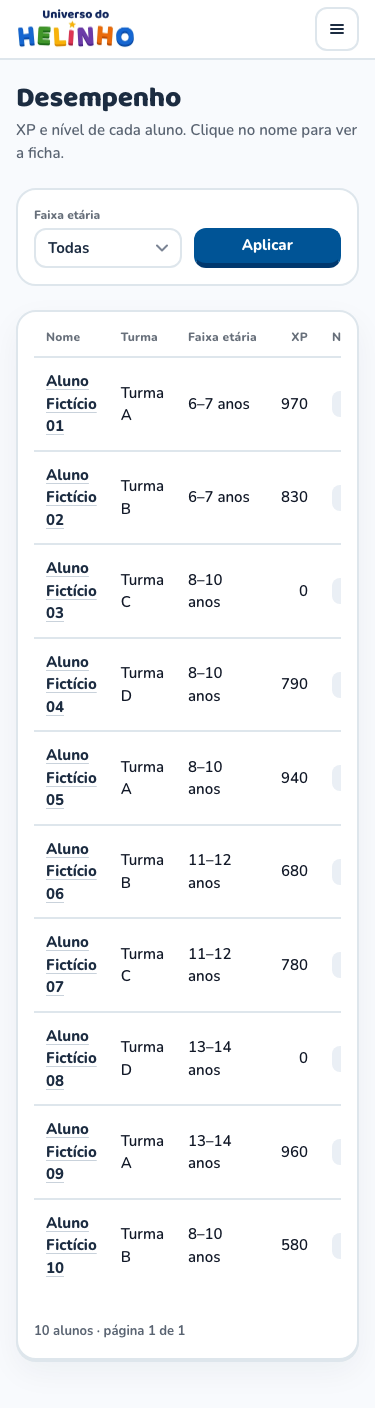 Universo do
HELINHO
Desempenho
XP e nível de cada aluno. Clique no nome para ver
a ficha.
Faixa etária
Todas
Aplicar
Nome Turma Faixa etária XP N
Aluno Fictício 01 Turma A 6–7 anos 970
Aluno Fictício 02 Turma B 6–7 anos 830
Aluno Fictício 03 Turma C 8–10 anos 0
Aluno Fictício 04 Turma D 8–10 anos 790
Aluno Fictício 05 Turma A 8–10 anos 940
Aluno Fictício 06 Turma B 11–12 anos 680
Aluno Fictício 07 Turma C 11–12 anos 780
Aluno Fictício 08 Turma D 13–14 anos 0
Aluno Fictício 09 Turma A 13–14 anos 960
Aluno Fictício 10 Turma B 8–10 anos 580
10 alunos · página 1 de 1